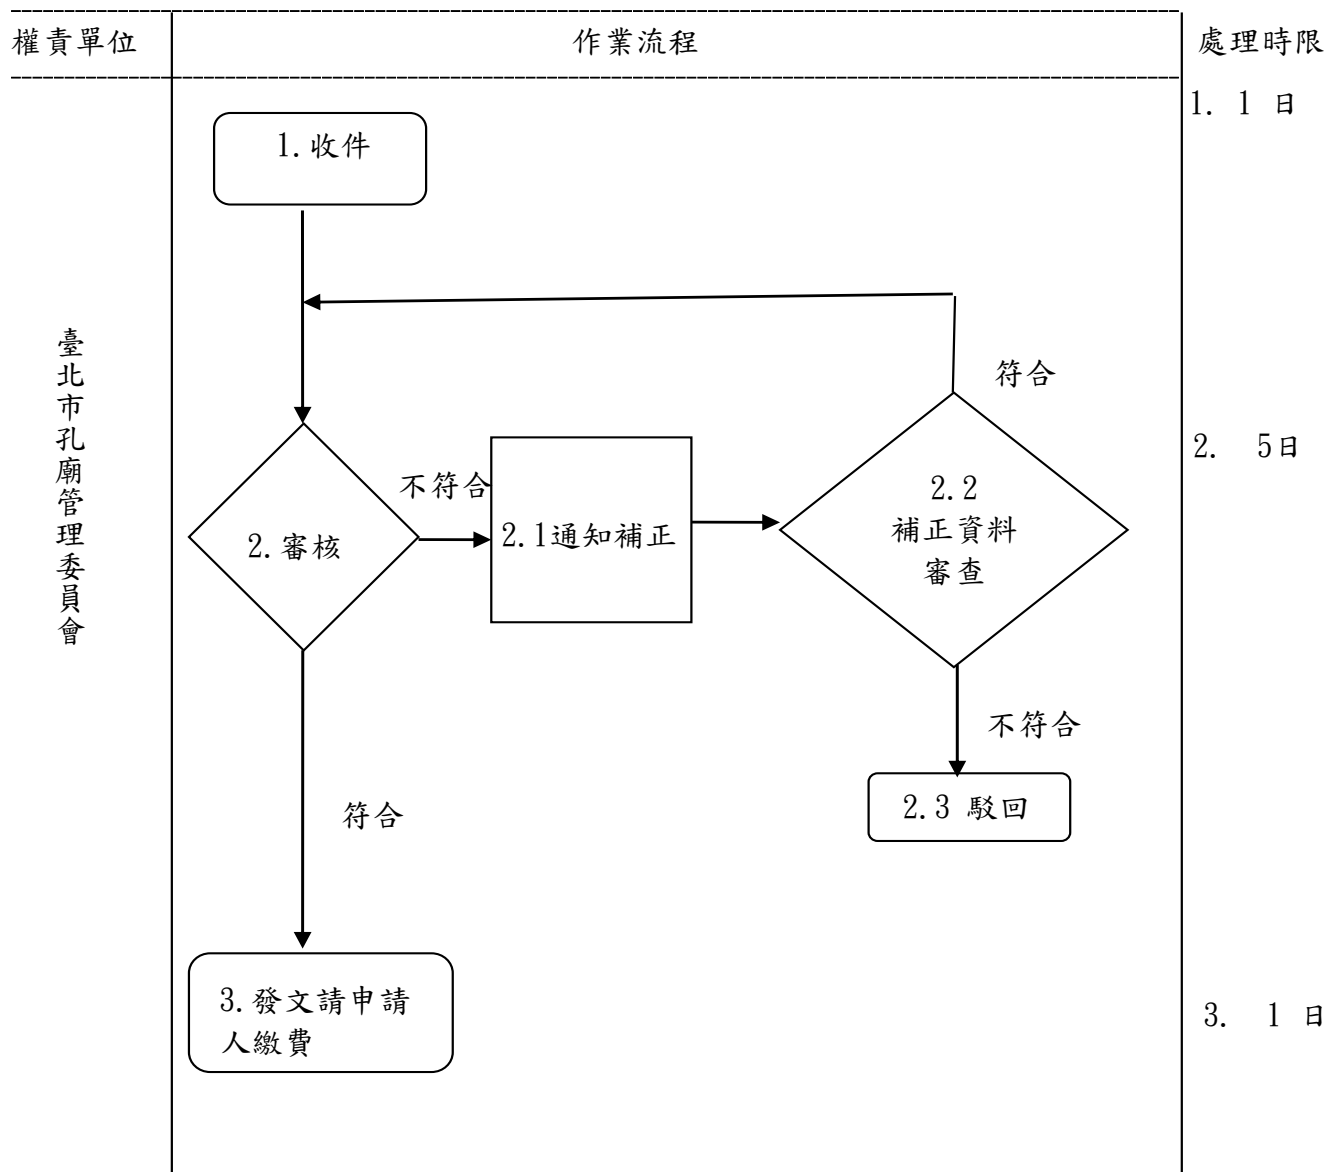 權責單位
作業流程
處理時限
1. 1 日
1.收件
符合
臺北市孔廟管理委員會
2. 5日
不符合
2.審核
2.1通知補正
2.2
補正資料
審查
不符合
2.3 駁回
符合
3.發文請申請
人繳費
3. 1 日